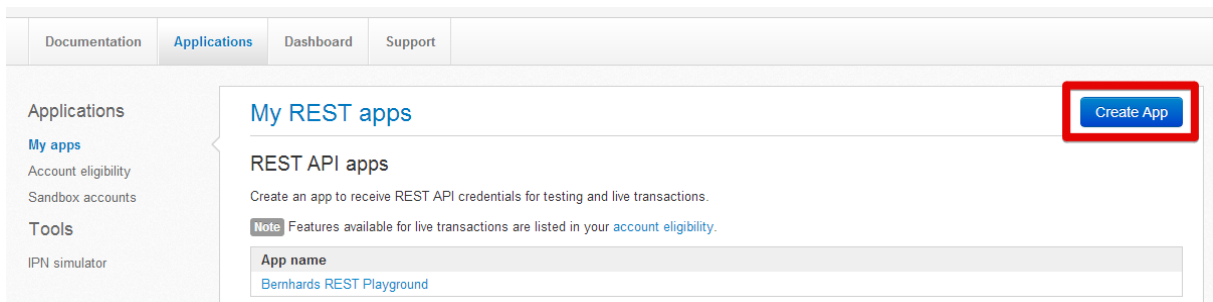 Documentation Applications Dashboard Support
Applications
My apps
Account eligibility
Sandbox accounts
Tools
IPN simulator
My REST apps
Create App
REST API apps
Create an app to receive REST API credentials for testing and live transactions.
Note Features available for live transactions are listed in your account eligibility.
App name
Bernhards REST Playground